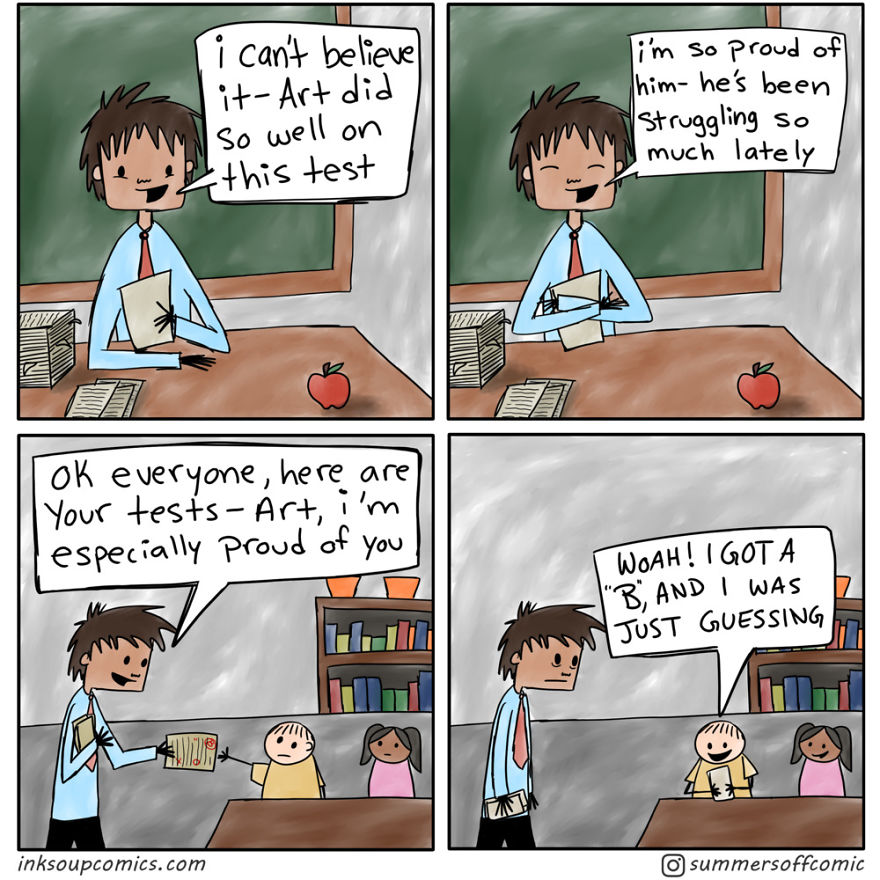 i can't believe
it- Art did
so well on
this test
i'm so proud of
him- he's been
struggling so
much lately
OK everyone, here are
Your tests- Art, i'm
especially proud of you
WOAH! I GOT A
"B", AND I WAS
JUST GUESSING
inksoupcomics.com
summersoffcomic